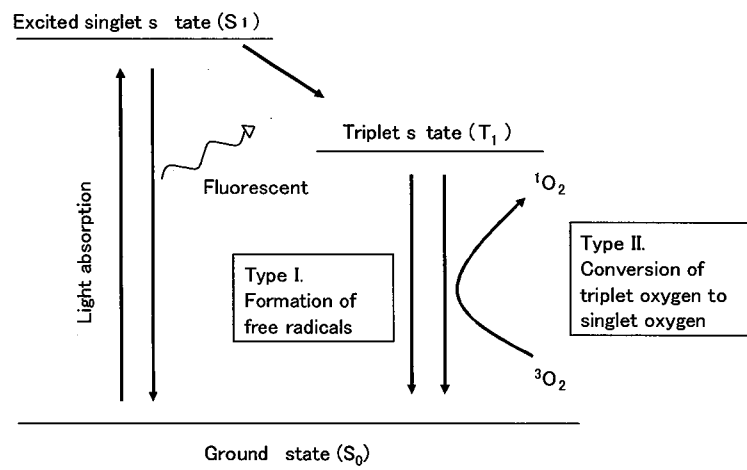 Excited singlet s tate (S1)
Triplet s tate (T₁)
¹O₂
Fluorescent
Light absorption
Type I.
Formation of
free radicals
Type II.
Conversion of
triplet oxygen to
singlet oxygen
³O₂
Ground state (S₀)